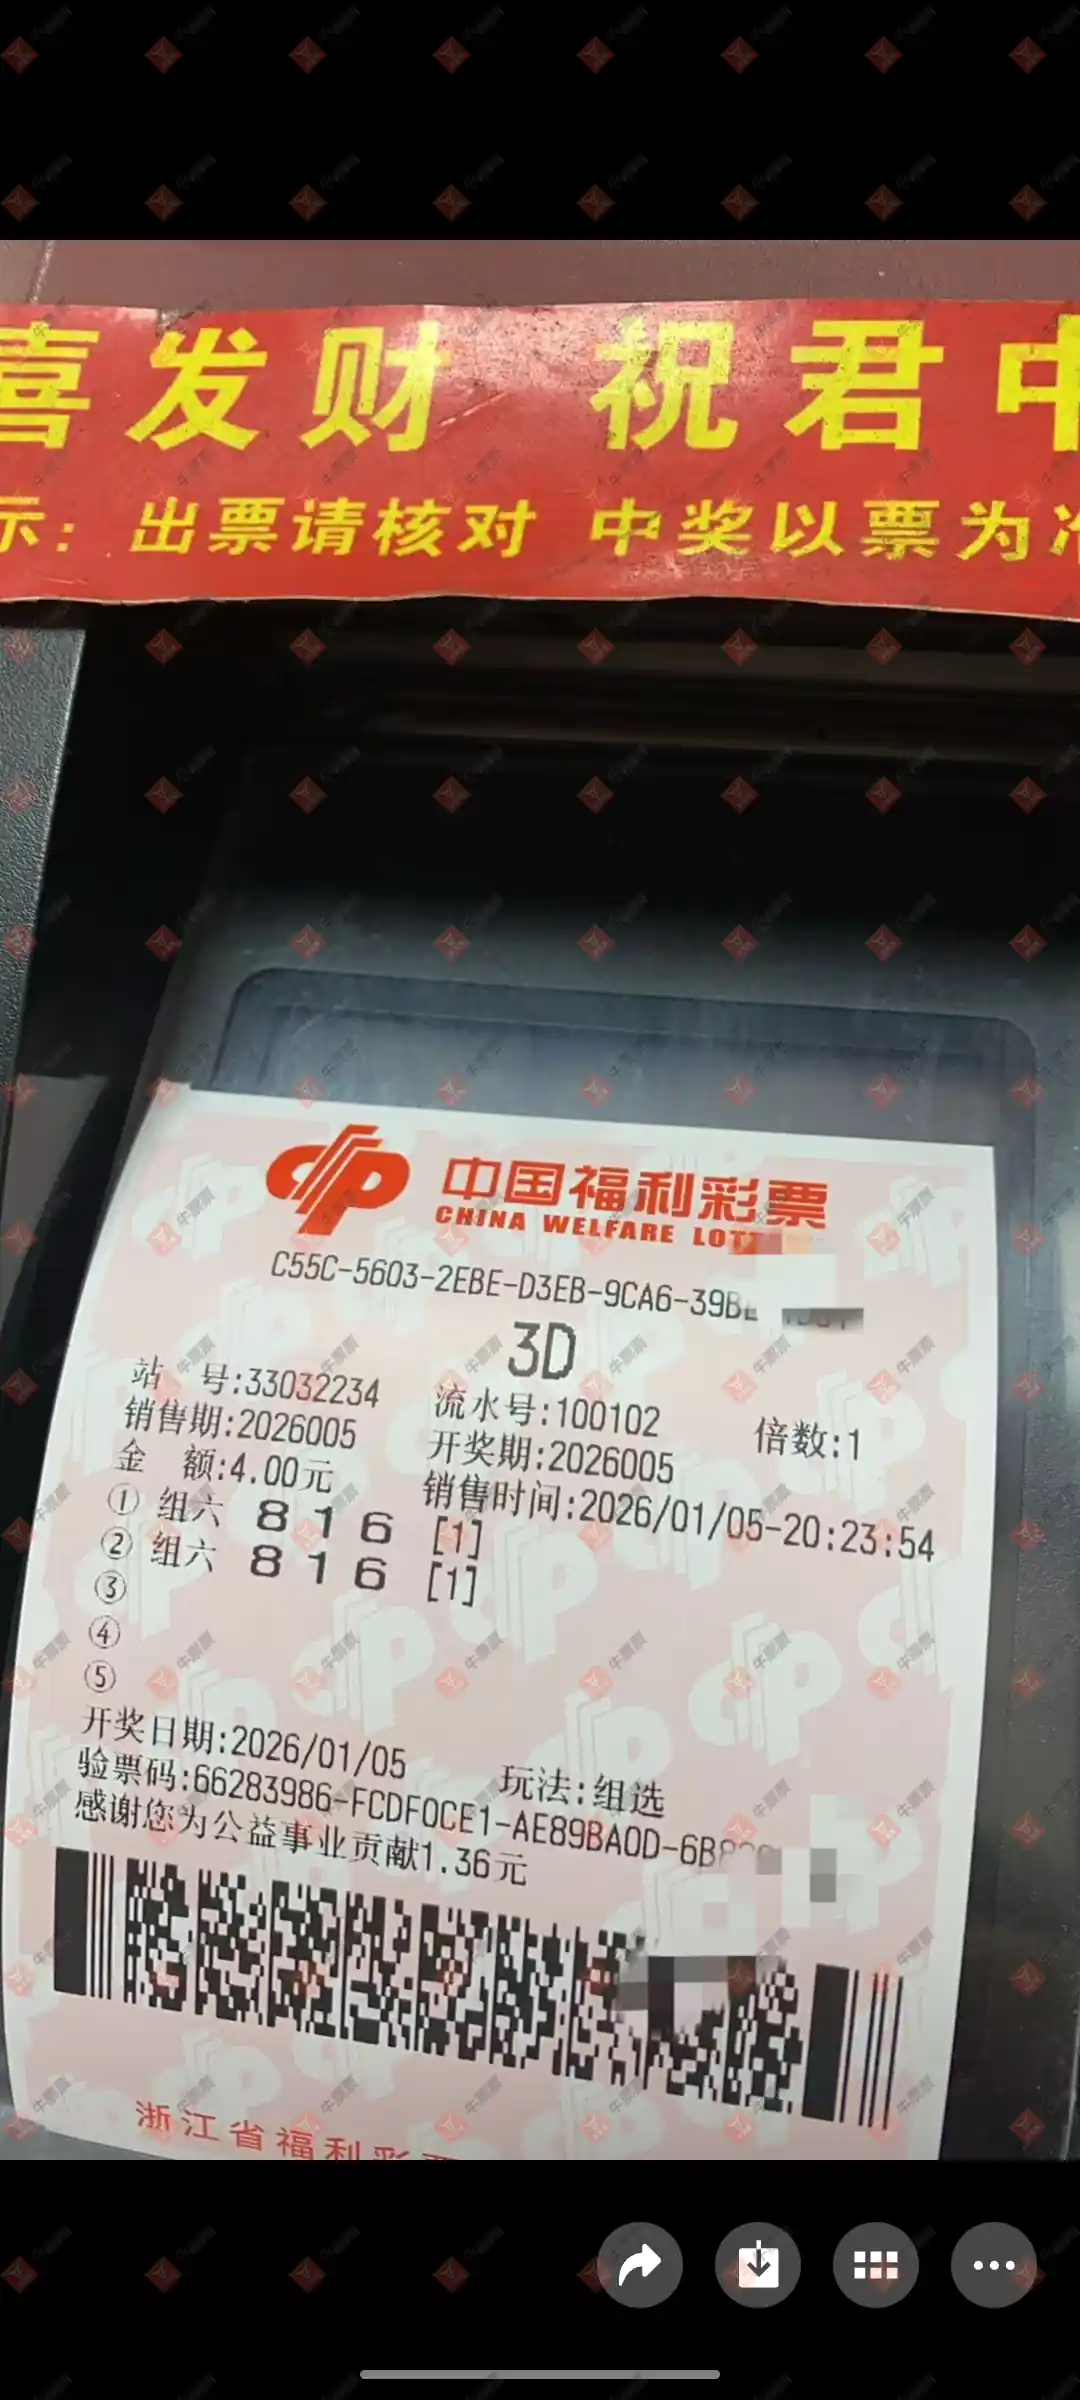 喜发财 祝君中
示：出票请核对 中奖以票为准
中国福利彩票
CHINA WELFARE LOT
C55C-5603-2EBE-D3EB-9CA6-39B
3D
站 号:33032234 流水号:100102 倍数:1
销售期:2026005 开奖期:2026005
金 额:4.00元 销售时间:2026/01/05-20:23:54
① 组六 8 1 6 [1]
② 组六 8 1 6 [1]
③
④
⑤
开奖日期:2026/01/05 玩法:组选
验票码:66283986-FCDF0CE1-AE89BA0D-6B
感谢您为公益事业贡献1.36元
浙江省福利彩票
牛票票